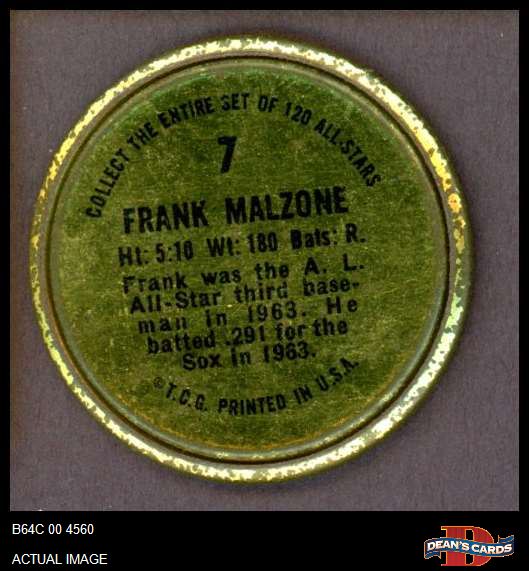 COLLECT THE ENTIRE SET OF 120 ALL-STARS
7
FRANK MALZONE
Ht: 5:10 Wt: 180 Bats: R.
Frank was the A. L.
All-Star third base-
man in 1963. He
batted .291 for the
Sox in 1963.
© T.C.G. PRINTED IN U.S.A.
B64C 00 4560
ACTUAL IMAGE
D
DEAN'S CARDS